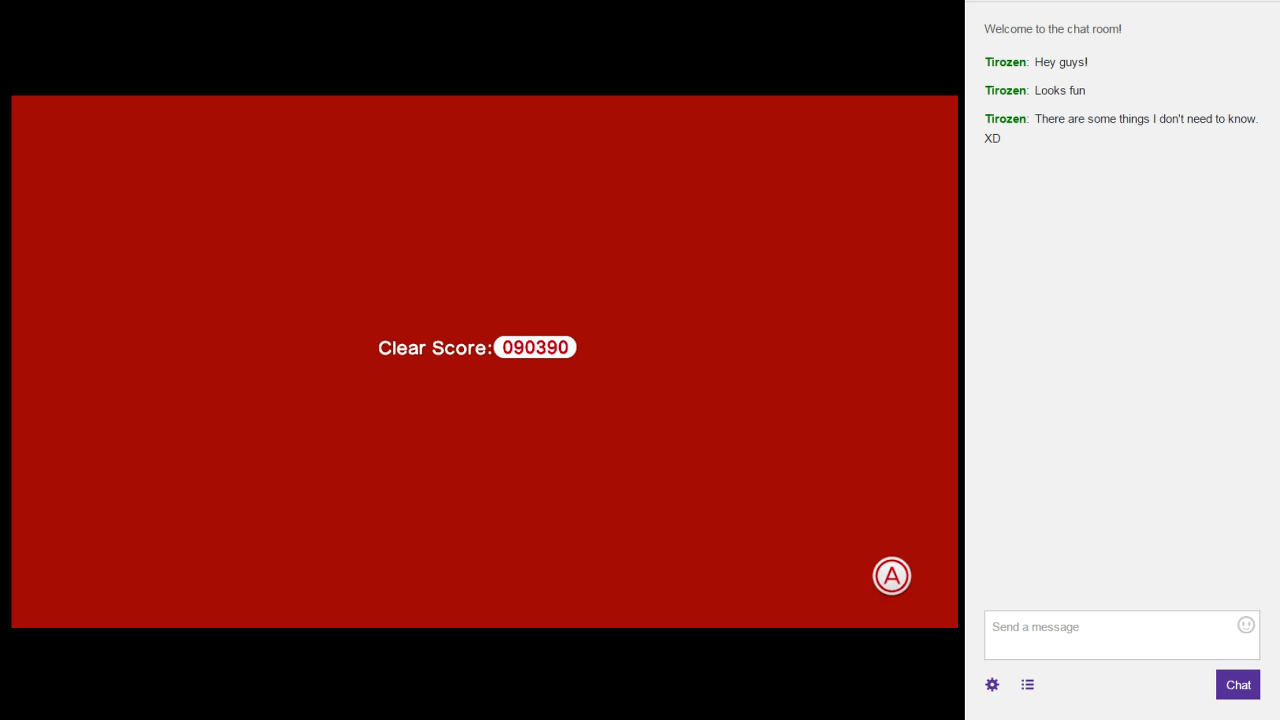 Clear Score: 090390
A
Welcome to the chat room!
Tirozen: Hey guys!
Tirozen: Looks fun
Tirozen: There are some things I don't need to know.
XD
Send a message
Chat